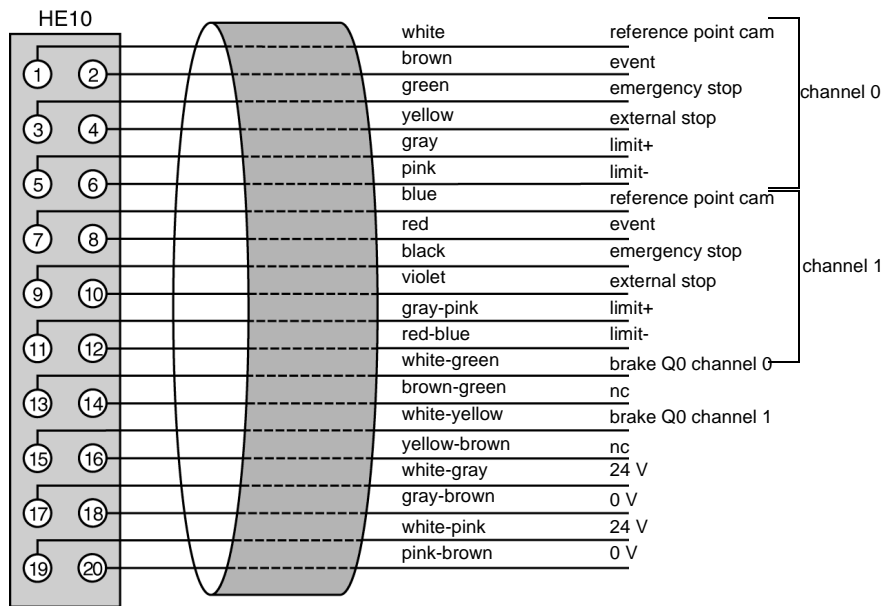 HE10
white reference point cam
1 2 brown event
green emergency stop
channel 0
3 4 yellow external stop
gray limit+
5 6 pink limit-
blue reference point cam
7 8 red event
black emergency stop
channel 1
9 10 violet external stop
gray-pink limit+
11 12 red-blue limit-
white-green brake Q0 channel 0
13 14 brown-green nc
white-yellow brake Q0 channel 1
15 16 yellow-brown nc
white-gray 24 V
17 18 gray-brown 0 V
white-pink 24 V
19 20 pink-brown 0 V